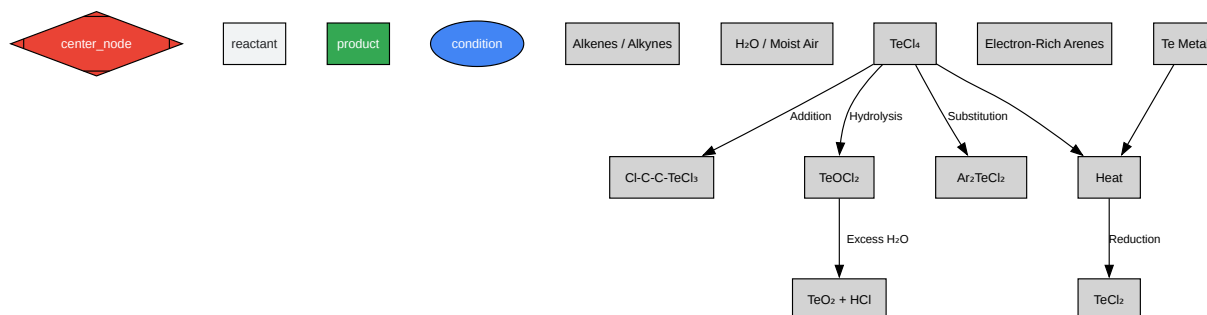 center_node
reactant
product
condition
Alkenes / Alkynes
H₂O / Moist Air
TeCl₄
Electron-Rich Arenes
Te Meta
Addition
Hydrolysis
Substitution
Cl-C-C-TeCl₃
TeOCl₂
Ar₂TeCl₂
Heat
Excess H₂O
Reduction
TeO₂ + HCl
TeCl₂